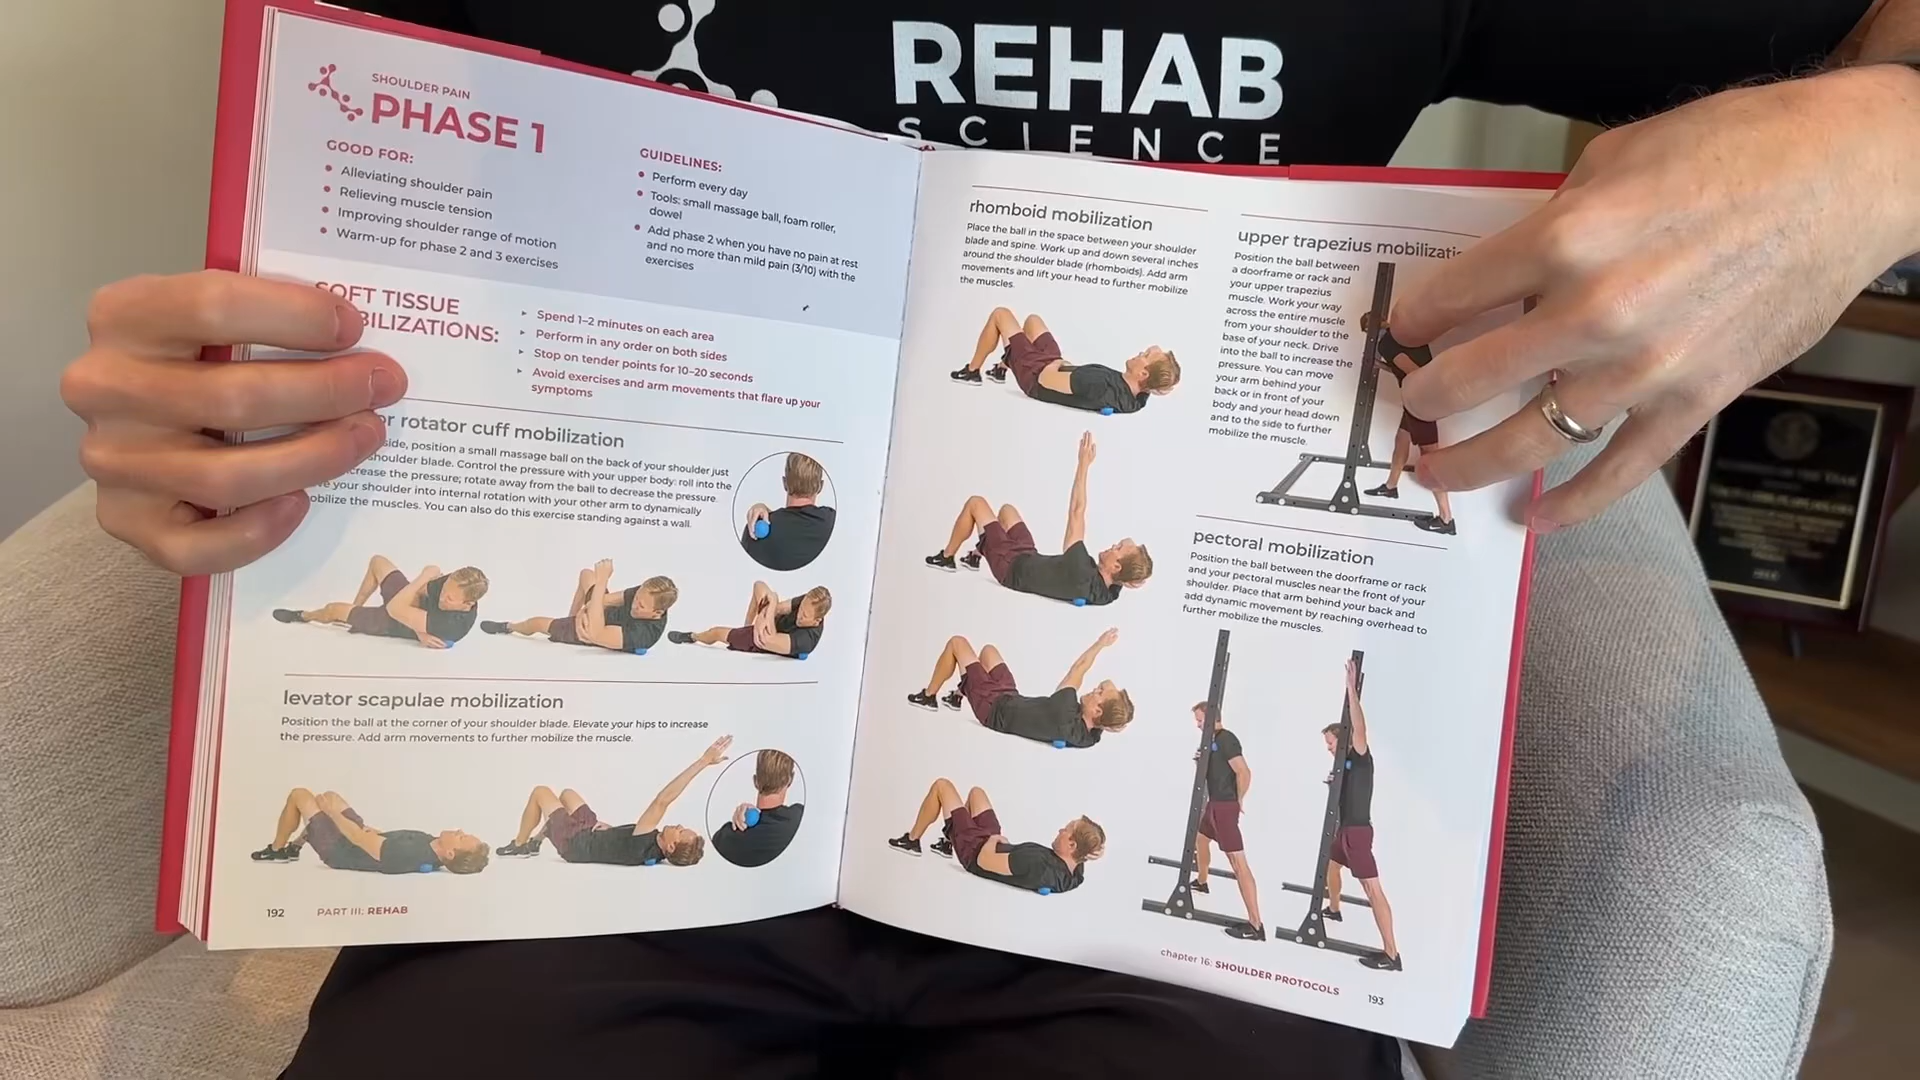 REHAB
SCIENCE
SHOULDER PAIN
PHASE 1
GOOD FOR:
• Alleviating shoulder pain
• Relieving muscle tension
• Improving shoulder range of motion
• Warm-up for phase 2 and 3 exercises
GUIDELINES:
• Perform every day
• Tools: small massage ball, foam roller,
dowel
• Add phase 2 when you have no pain at rest
and no more than mild pain (3/10) with the
exercises
SOFT TISSUE
BILIZATIONS:
▸ Spend 1–2 minutes on each area
▸ Perform in any order on both sides
▸ Stop on tender points for 10–20 seconds
▸ Avoid exercises and arm movements that flare up your
symptoms
or rotator cuff mobilization
side, position a small massage ball on the back of your shoulder just
shoulder blade. Control the pressure with your upper body: roll into the
crease the pressure; rotate away from the ball to decrease the pressure.
ve your shoulder into internal rotation with your other arm to dynamically
obilize the muscles. You can also do this exercise standing against a wall.
levator scapulae mobilization
Position the ball at the corner of your shoulder blade. Elevate your hips to increase
the pressure. Add arm movements to further mobilize the muscle.
192 PART III: REHAB
rhomboid mobilization
Place the ball in the space between your shoulder
blade and spine. Work up and down several inches
around the shoulder blade (rhomboids). Add arm
movements and lift your head to further mobilize
the muscles.
upper trapezius mobilizatio
Position the ball between
a doorframe or rack and
your upper trapezius
muscle. Work your way
across the entire muscle
from your shoulder to the
base of your neck. Drive
into the ball to increase the
pressure. You can move
your arm behind your
back or in front of your
body and your head down
and to the side to further
mobilize the muscle.
pectoral mobilization
Position the ball between the doorframe or rack
and your pectoral muscles near the front of your
shoulder. Place that arm behind your back and
add dynamic movement by reaching overhead to
further mobilize the muscles.
chapter 16: SHOULDER PROTOCOLS 193